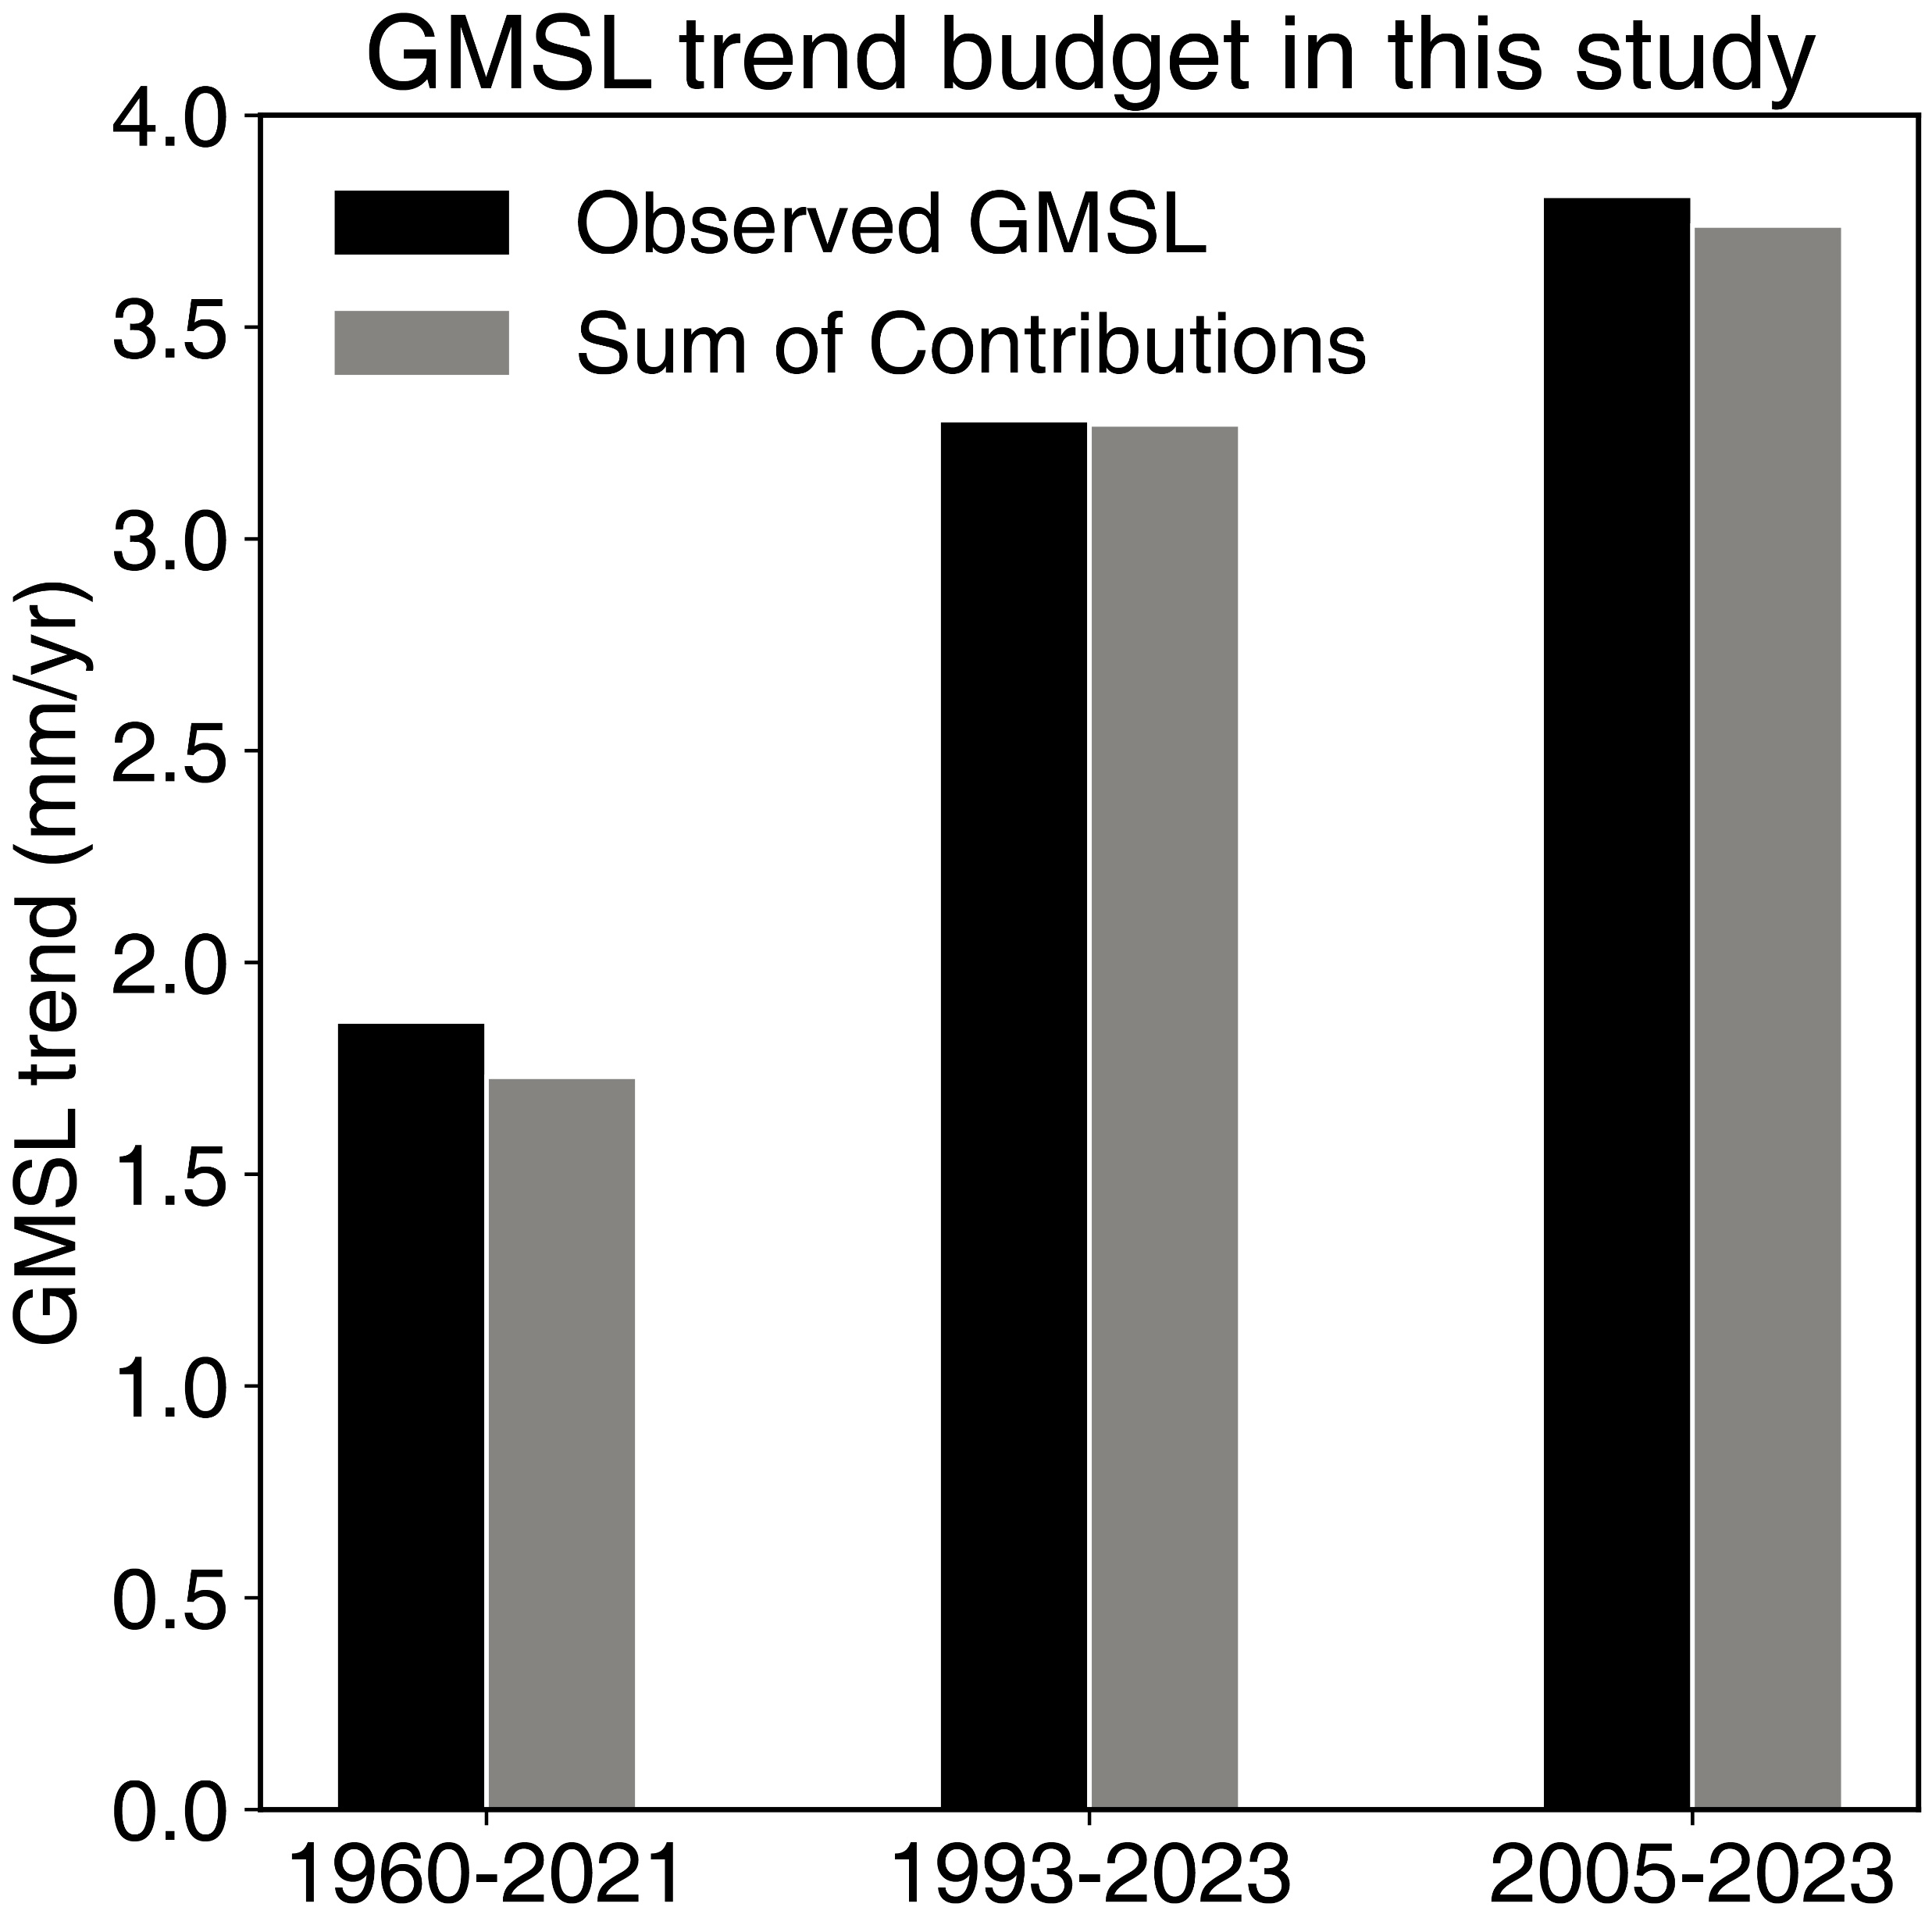 GMSL trend budget in this study
Observed GMSL
Sum of Contributions
GMSL trend (mm/yr)
4.0
3.5
3.0
2.5
2.0
1.5
1.0
0.5
0.0
1960-2021 1993-2023 2005-2023